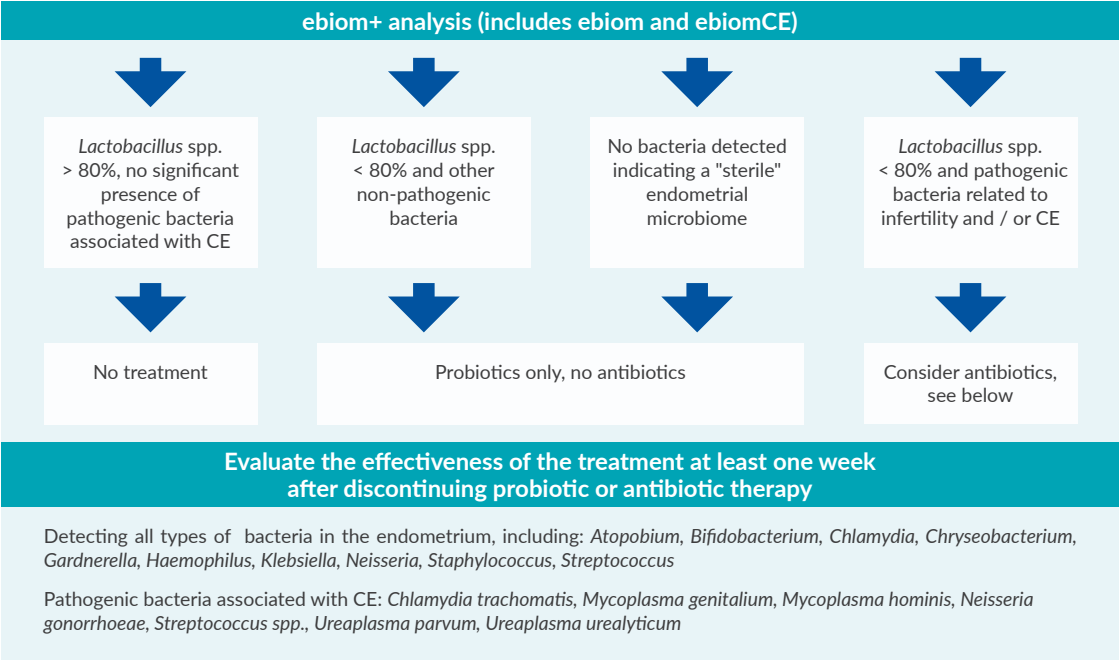 ebiom+ analysis (includes ebiom and ebiomCE)
Lactobacillus spp.
> 80%, no significant
presence of
pathogenic bacteria
associated with CE
Lactobacillus spp.
< 80% and other
non-pathogenic
bacteria
No bacteria detected
indicating a "sterile"
endometrial
microbiome
Lactobacillus spp.
< 80% and pathogenic
bacteria related to
infertility and / or CE
No treatment
Probiotics only, no antibiotics
Consider antibiotics,
see below
Evaluate the effectiveness of the treatment at least one week
after discontinuing probiotic or antibiotic therapy
Detecting all types of bacteria in the endometrium, including: Atopobium, Bifidobacterium, Chlamydia, Chryseobacterium,
Gardnerella, Haemophilus, Klebsiella, Neisseria, Staphylococcus, Streptococcus
Pathogenic bacteria associated with CE: Chlamydia trachomatis, Mycoplasma genitalium, Mycoplasma hominis, Neisseria
gonorrhoeae, Streptococcus spp., Ureaplasma parvum, Ureaplasma urealyticum